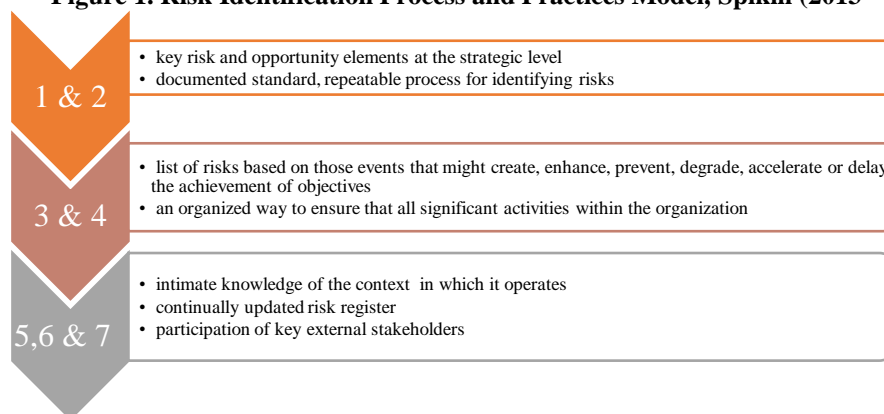 Figure 1. Risk Identification Process and Practices Model, Spikin (2013
1 & 2
• key risk and opportunity elements at the strategic level
• documented standard, repeatable process for identifying risks
3 & 4
• list of risks based on those events that might create, enhance, prevent, degrade, accelerate or delay
the achievement of objectives
• an organized way to ensure that all significant activities within the organization
5,6 & 7
• intimate knowledge of the context in which it operates
• continually updated risk register
• participation of key external stakeholders